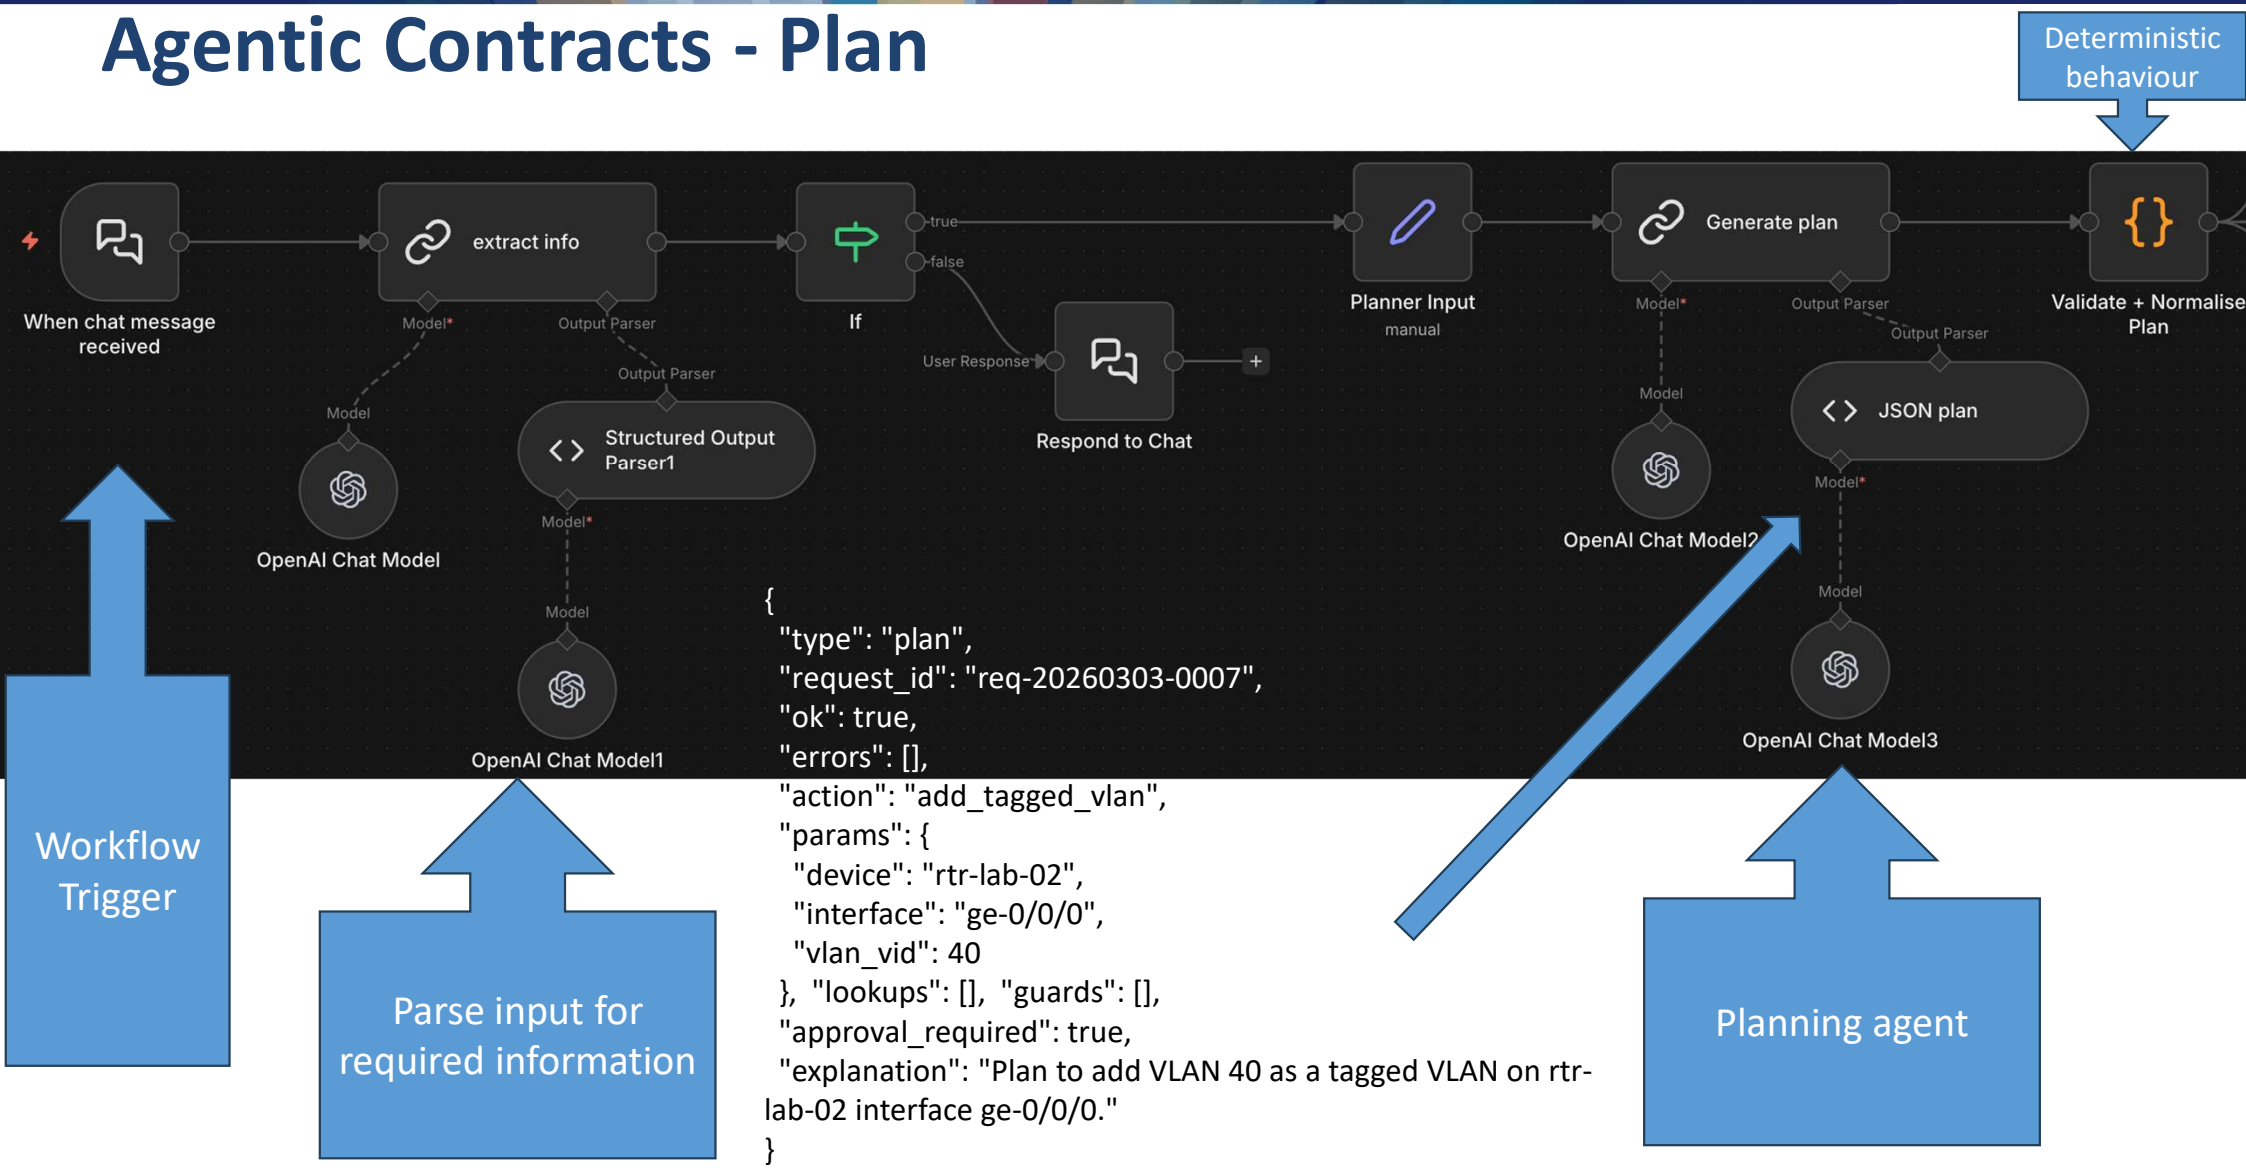 Agentic Contracts - Plan
Deterministic
behaviour
When chat message
received
extract info
Model*
Output Parser
Model
OpenAI Chat Model
Output Parser
Structured Output
Parser1
Model*
Model
OpenAI Chat Model1
If
true
false
User Response
+
Respond to Chat
Planner Input
manual
Generate plan
Model*
Output Parser
Model
OpenAI Chat Model2
Output Parser
JSON plan
Model*
Model
OpenAI Chat Model3
{}
Validate + Normalise
Plan
Workflow
Trigger
Parse input for
required information
{
"type": "plan",
"request_id": "req-20260303-0007",
"ok": true,
"errors": [],
"action": "add_tagged_vlan",
"params": {
"device": "rtr-lab-02",
"interface": "ge-0/0/0",
"vlan_vid": 40
}, "lookups": [], "guards": [],
"approval_required": true,
"explanation": "Plan to add VLAN 40 as a tagged VLAN on rtr-
lab-02 interface ge-0/0/0."
}
Planning agent